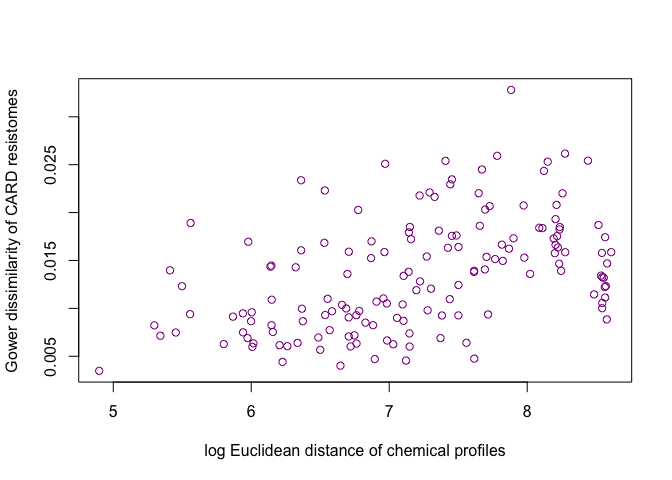 Gower dissimilarity of CARD resistomes
0.025
0.015
0.005
5 6 7 8
log Euclidean distance of chemical profiles